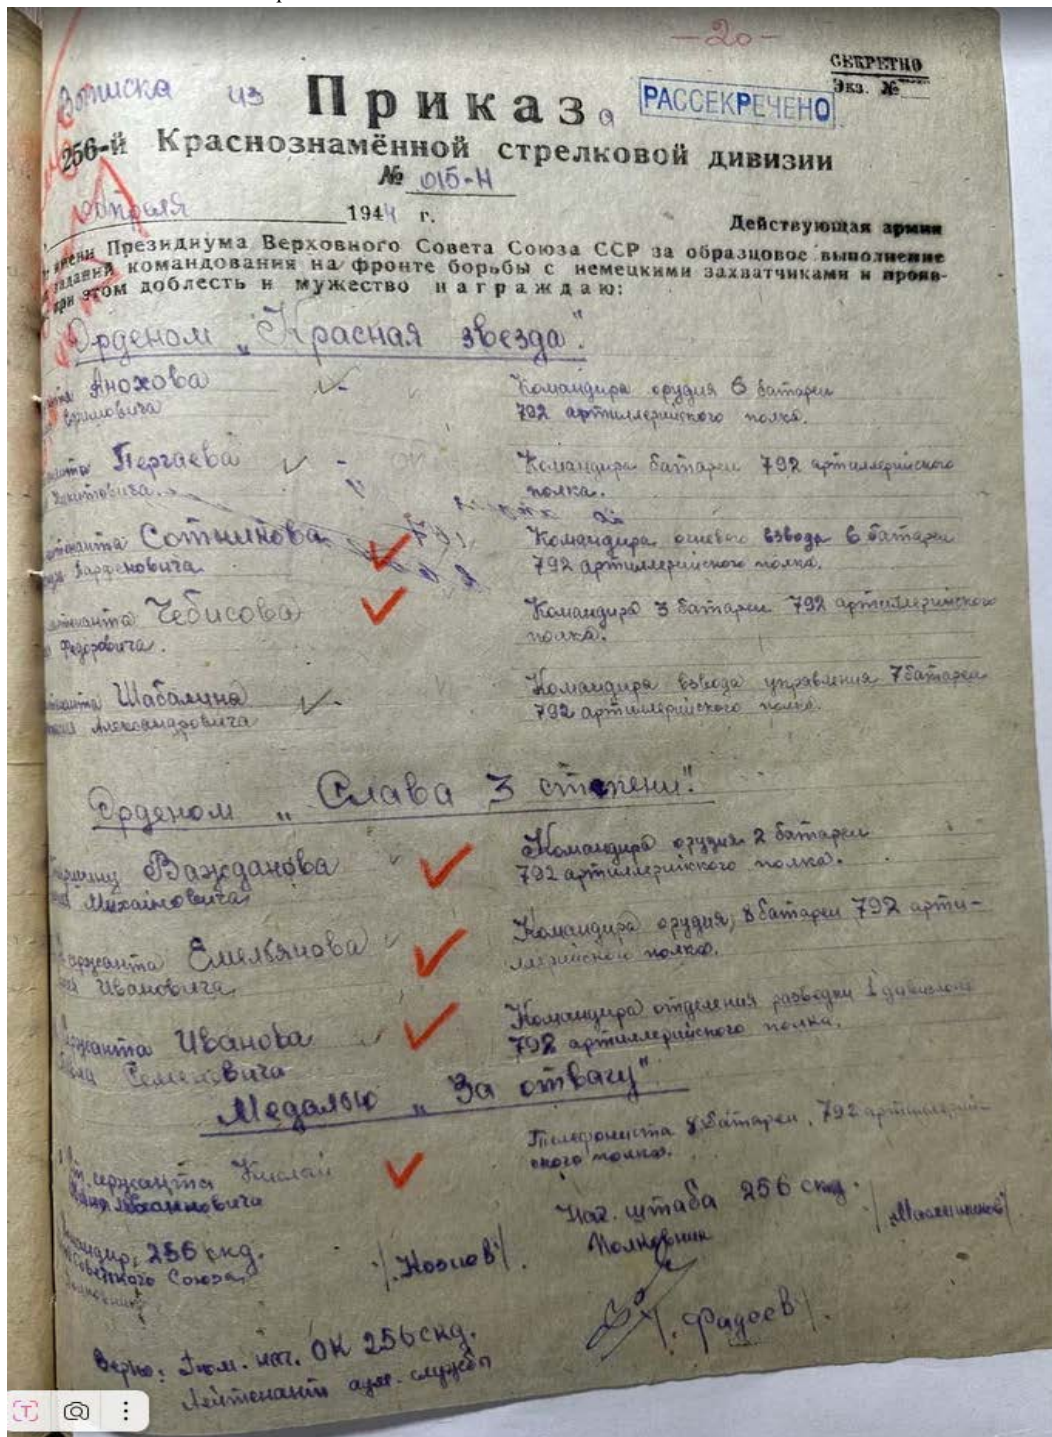 -20-
СЕКРЕТНО
Экз. №
Выписка из Приказа
РАССЕКРЕЧЕНО
256-й Краснознамённой стрелковой дивизии
№ 015-Н
апреля 1944 г.
Действующая армия
имени Президиума Верховного Совета Союза ССР за образцовое выполнение
заданий командования на фронте борьбы с немецкими захватчиками и прояв-
при этом доблесть и мужество награждаю:
Орденом „Красная звезда".
Анохова
Командира орудия 6 батареи
792 артиллерийского полка.
Пергаева
Командира батареи 792 артиллерийского
полка.
Сотникова
Парфеновича
Командира огневого взвода 6 батареи
792 артиллерийского полка.
Чебисова
Федоровича.
Командира 3 батареи 792 артиллерийского
полка.
Шабалина
Александровича
Командира взвода управления 7 батареи
792 артиллерийского полка.
Орденом „Слава 3 степени".
Важданова
Михайловича
Командира орудия 2 батареи
792 артиллерийского полка.
сержанта Емельянова
Ивановича
Командира орудия, 8 батареи 792 арти-
ллерийского полка.
сержанта Иванова
Семеновича
Командира отделения разведки 1 дивизиона
792 артиллерийского полка.
Медалью „За отвагу"
Ст. сержанта
Телефониста 8 батареи, 792 артиллерий-
ского полка.
Командир 256 скд.
Советского Союза
/.Козлов/.
Нач. штаба 256 скд.
Полковник
/Масленников/
Верно: Пом. нач. ОК 256 скд.
Лейтенант адм. службы
/.Фадеев/.